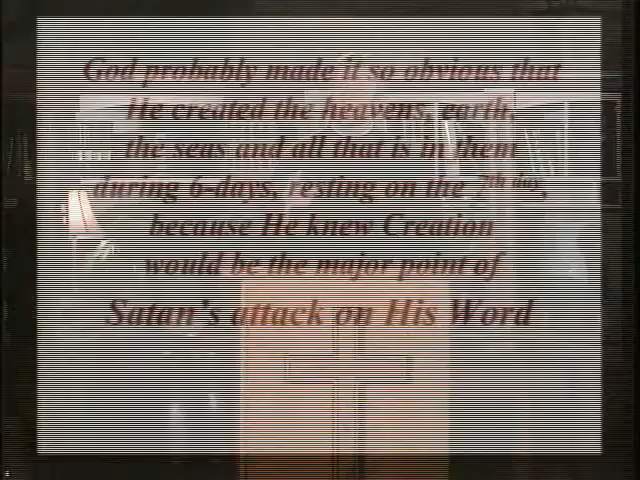 God probably made it so obvious that
He created the heavens, earth,
the seas and all that is in them
during 6-days, resting on the 7th day,
because He knew Creation
would be the major point of
Satan's attack on His Word